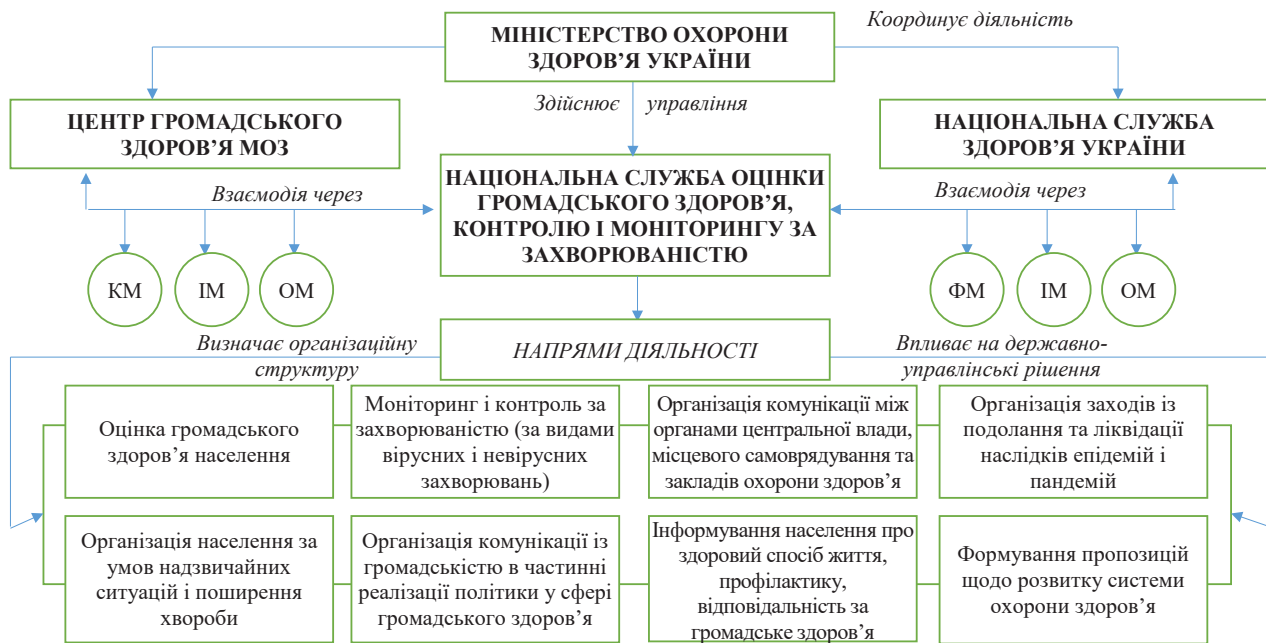 МІНІСТЕРСТВО ОХОРОНИ
ЗДОРОВ’Я УКРАЇНИ
Координує діяльність
Здійснює управління
ЦЕНТР ГРОМАДСЬКОГО
ЗДОРОВ’Я МОЗ
НАЦІОНАЛЬНА СЛУЖБА
ЗДОРОВ’Я УКРАЇНИ
НАЦІОНАЛЬНА СЛУЖБА ОЦІНКИ
ГРОМАДСЬКОГО ЗДОРОВ’Я,
КОНТРОЛЮ І МОНІТОРИНГУ ЗА
ЗАХВОРЮВАНІСТЮ
Взаємодія через
Взаємодія через
КМ
ІМ
ОМ
ФМ
ІМ
ОМ
Визначає організаційну
структуру
НАПРЯМИ ДІЯЛЬНОСТІ
Впливає на державно-
управлінські рішення
Оцінка громадського
здоров’я населення
Моніторинг і контроль за
захворюваністю (за видами
вірусних і невірусних
захворювань)
Організація комунікації між
органами центральної влади,
місцевого самоврядування та
закладів охорони здоров’я
Організація заходів із
подолання та ліквідації
наслідків епідемій і
пандемій
Організація населення за
умов надзвичайних
ситуацій і поширення
хвороби
Організації комунікації із
громадськістю в частинні
реалізації політики у сфері
громадського здоров’я
Інформування населення про
здоровий спосіб життя,
профілактику,
відповідальність за
громадське здоров’я
Формування пропозицій
щодо розвитку системи
охорони здоров’я